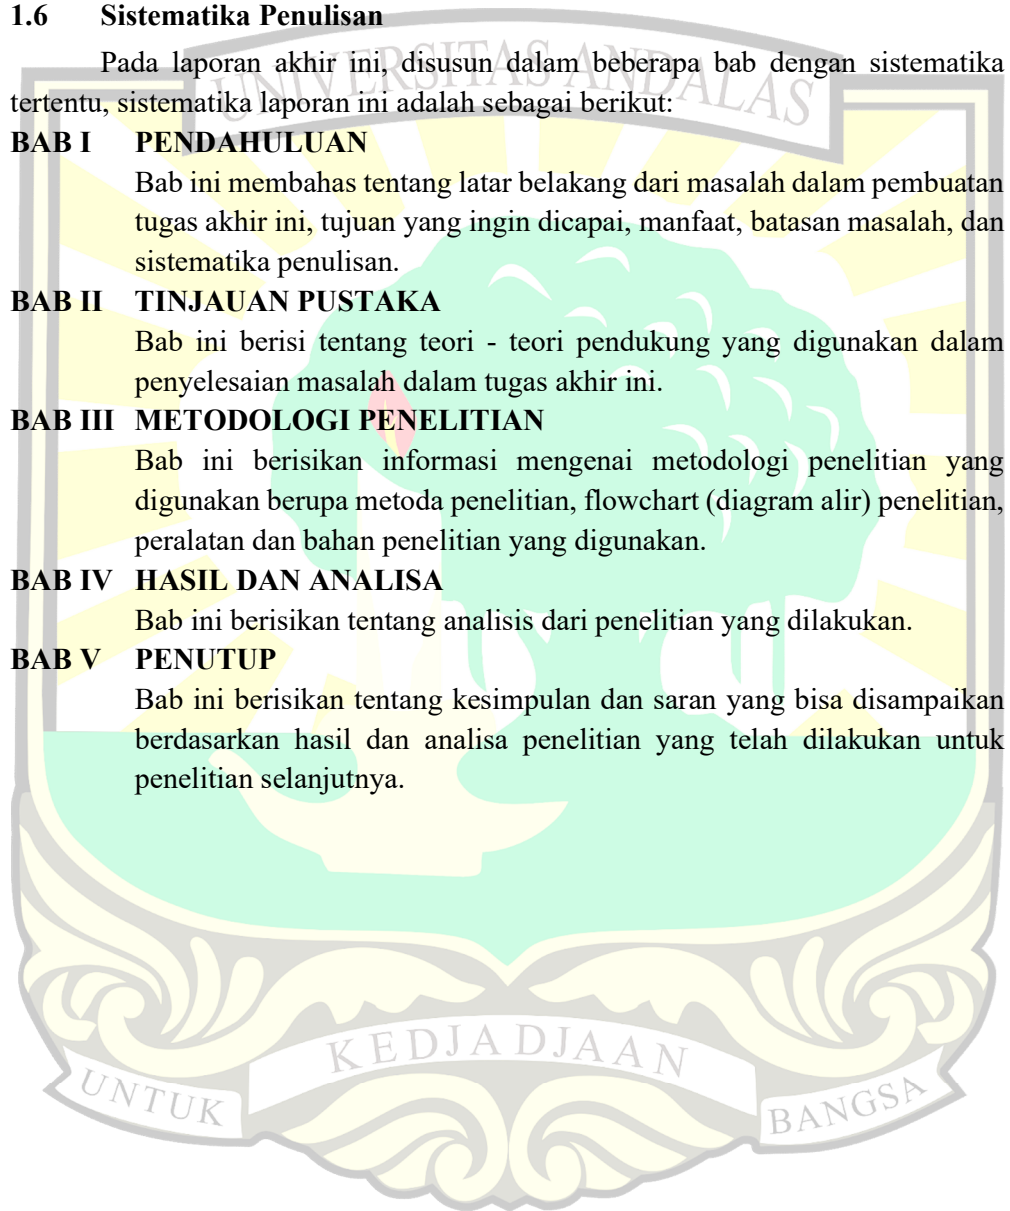 1.6 Sistematika Penulisan
UNIVERSITAS ANDALAS
Pada laporan akhir ini, disusun dalam beberapa bab dengan sistematika
tertentu, sistematika laporan ini adalah sebagai berikut:
BAB I PENDAHULUAN
Bab ini membahas tentang latar belakang dari masalah dalam pembuatan
tugas akhir ini, tujuan yang ingin dicapai, manfaat, batasan masalah, dan
sistematika penulisan.
BAB II TINJAUAN PUSTAKA
Bab ini berisi tentang teori - teori pendukung yang digunakan dalam
penyelesaian masalah dalam tugas akhir ini.
BAB III METODOLOGI PENELITIAN
Bab ini berisikan informasi mengenai metodologi penelitian yang
digunakan berupa metoda penelitian, flowchart (diagram alir) penelitian,
peralatan dan bahan penelitian yang digunakan.
BAB IV HASIL DAN ANALISA
Bab ini berisikan tentang analisis dari penelitian yang dilakukan.
BAB V PENUTUP
Bab ini berisikan tentang kesimpulan dan saran yang bisa disampaikan
berdasarkan hasil dan analisa penelitian yang telah dilakukan untuk
penelitian selanjutnya.
UNTUK KEDJADJAAN BANGSA